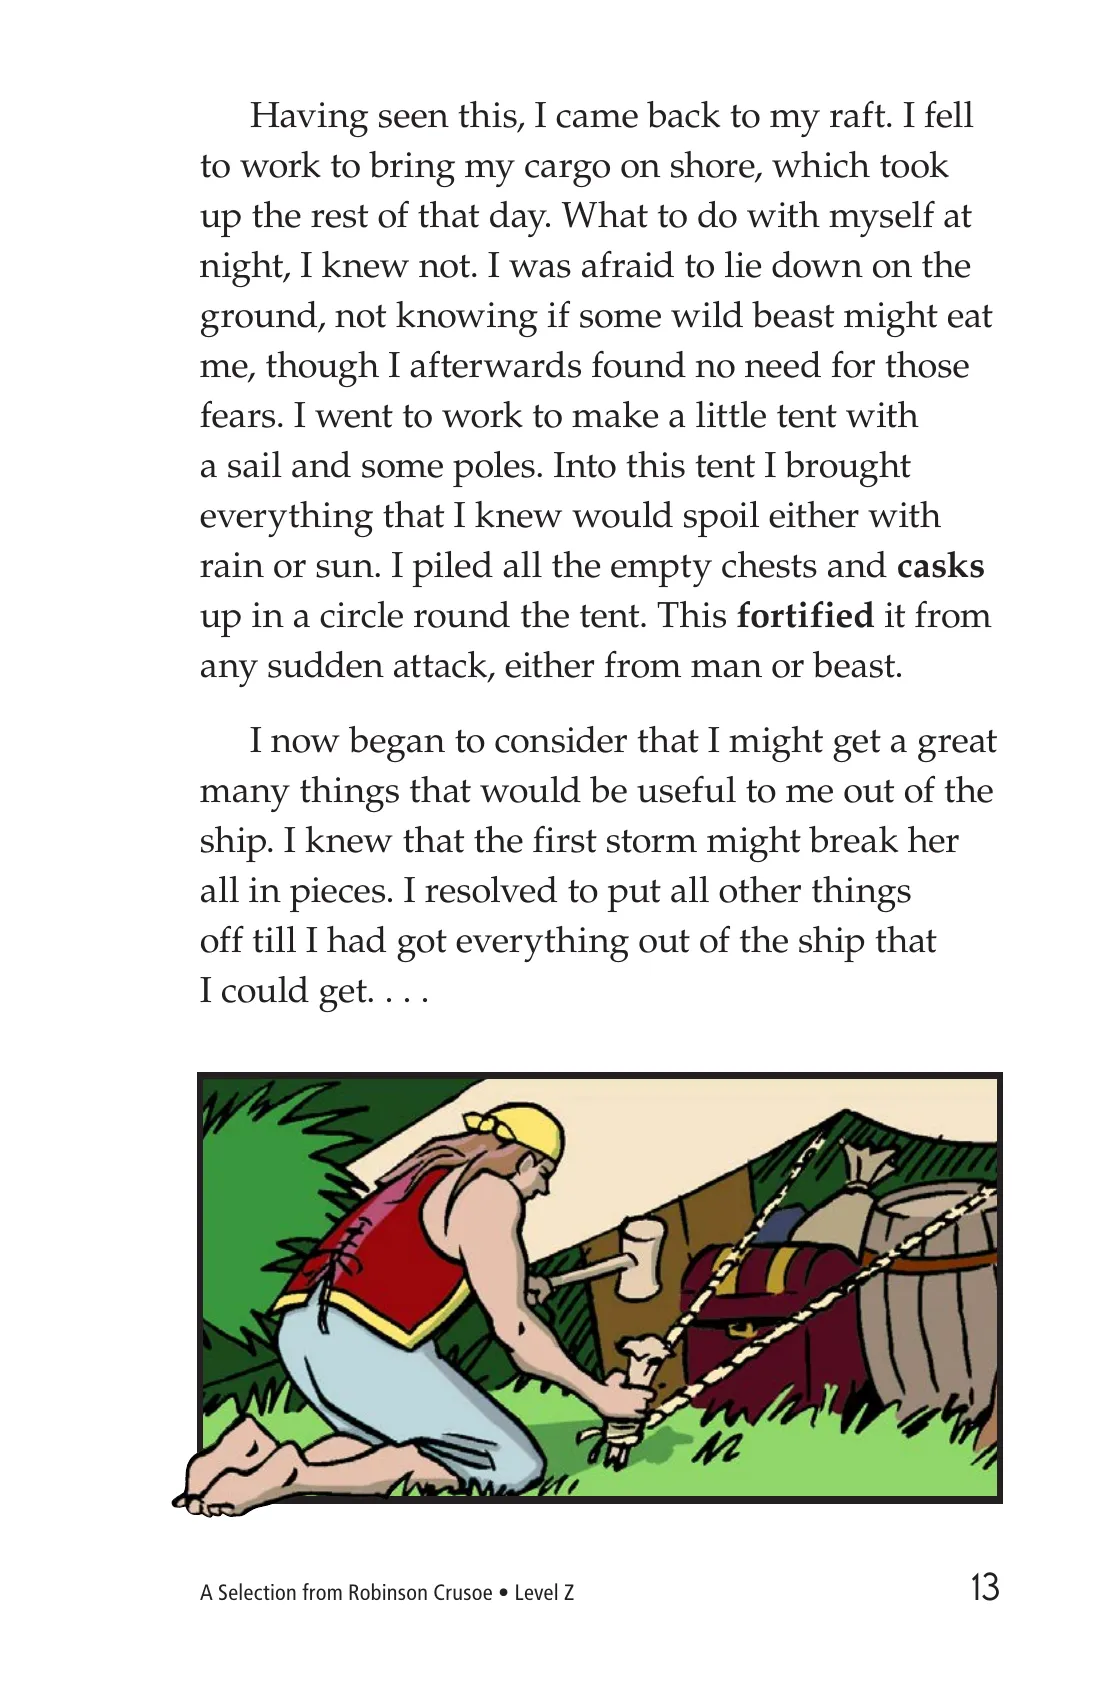 Having seen this, I came back to my raft. I fell
to work to bring my cargo on shore, which took
up the rest of that day. What to do with myself at
night, I knew not. I was afraid to lie down on the
ground, not knowing if some wild beast might eat
me, though I afterwards found no need for those
fears. I went to work to make a little tent with
a sail and some poles. Into this tent I brought
everything that I knew would spoil either with
rain or sun. I piled all the empty chests and casks
up in a circle round the tent. This fortified it from
any sudden attack, either from man or beast.
I now began to consider that I might get a great
many things that would be useful to me out of the
ship. I knew that the first storm might break her
all in pieces. I resolved to put all other things
off till I had got everything out of the ship that
I could get. . . .
A Selection from Robinson Crusoe • Level Z
13